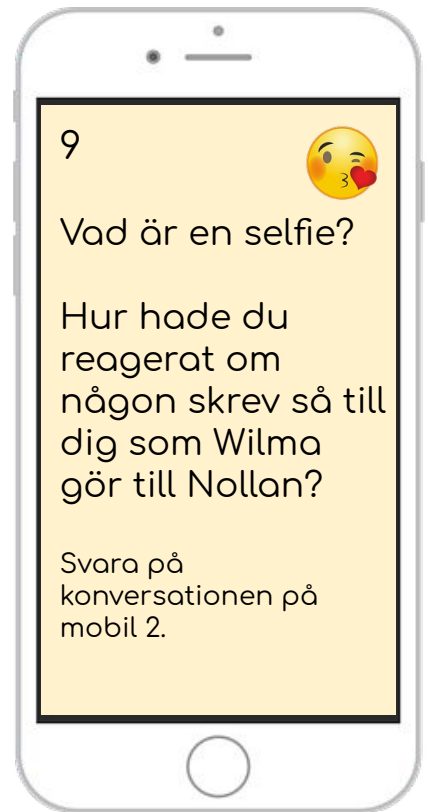 9
Vad är en selfie?
Hur hade du
reagerat om
någon skrev så till
dig som Wilma
gör till Nollan?
Svara på
konversationen på
mobil 2.